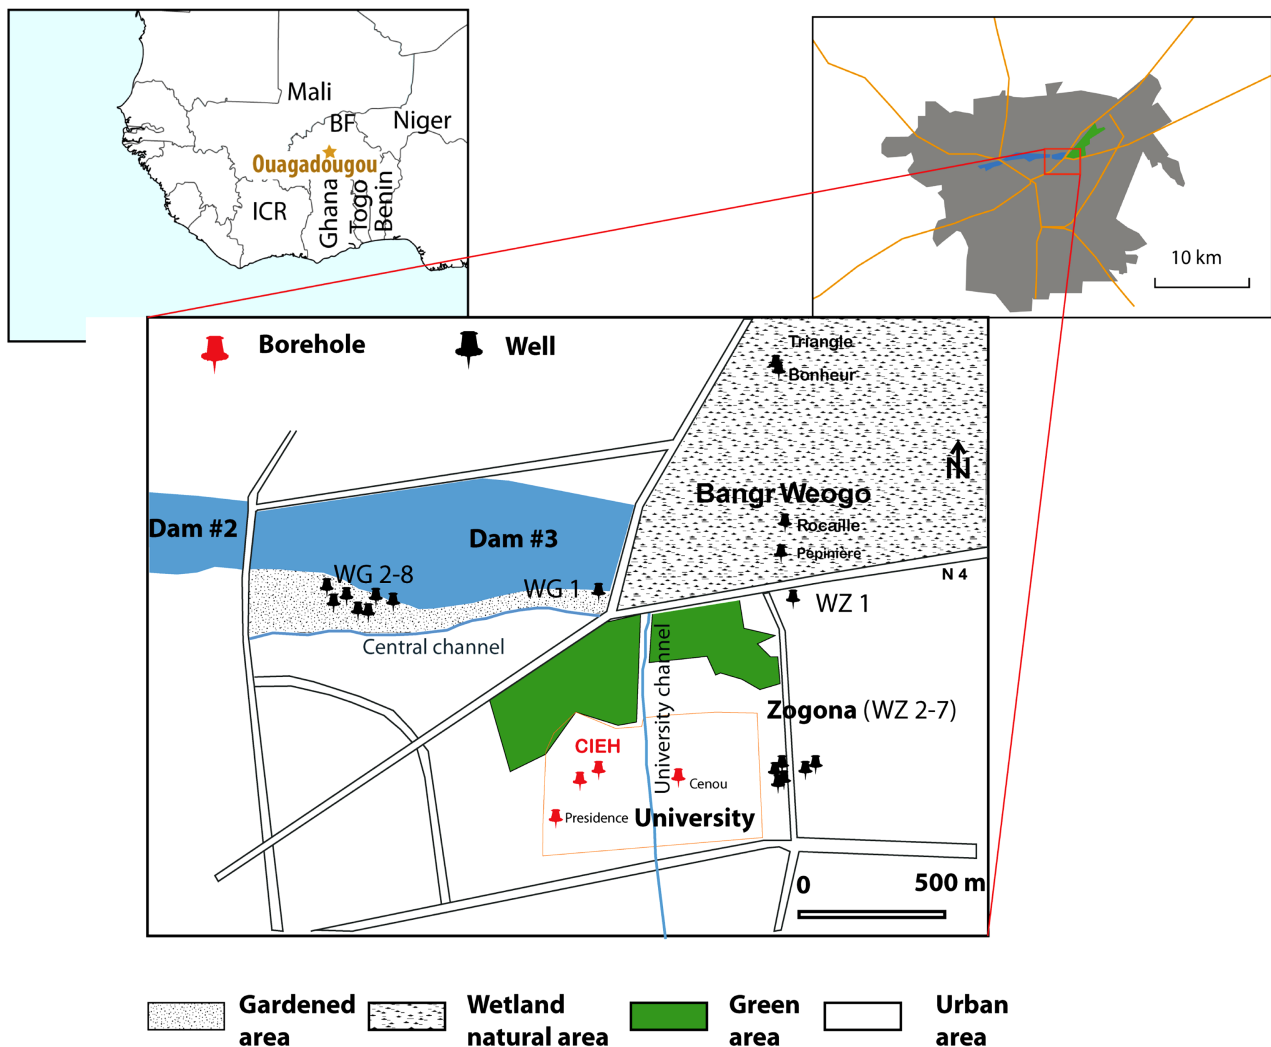 Mali
BF
Niger
Ouagadougou
ICR
Ghana
Togo
Benin
10 km
Borehole
Well
Triangle
Bonheur
N
Bangr Weogo
Rocaille
Pépinière
N 4
Dam #2
Dam #3
WG 2-8
WG 1
WZ 1
Central channel
University channel
Zogona (WZ 2-7)
CIEH
Cenou
Presidence
University
0
500 m
Gardened
area
Wetland
natural area
Green
area
Urban
area